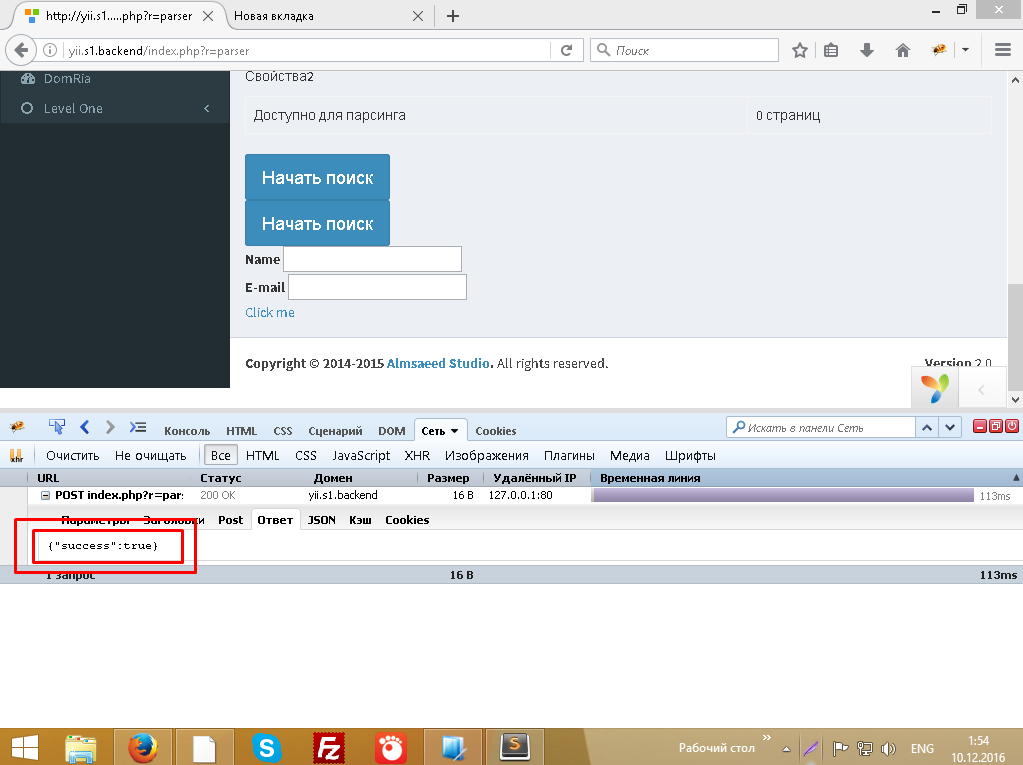 http://yii.s1.....php?r=parser
Новая вкладка
yii.s1.backend/index.php?r=parser
Поиск
DomRia
Level One
Свойства2
Доступно для парсинга 0 страниц
Начать поиск
Начать поиск
Name
E-mail
Click me
Copyright © 2014-2015 Almsaeed Studio. All rights reserved.
Version 2.0
Консоль HTML CSS Сценарий DOM Сеть Cookies
Искать в панели Сеть
xhr Очистить Не очищать Все HTML CSS JavaScript XHR Изображения Плагины Медиа Шрифты
URL Статус Домен Размер Удалённый IP Временная линия
POST index.php?r=par: 200 OK yii.s1.backend 16 B 127.0.0.1:80 113ms
Параметры Заголовки Post Ответ JSON Кэш Cookies
{"success":true}
1 запрос 16 B 113ms
Рабочий стол
ENG
1:54
10.12.2016